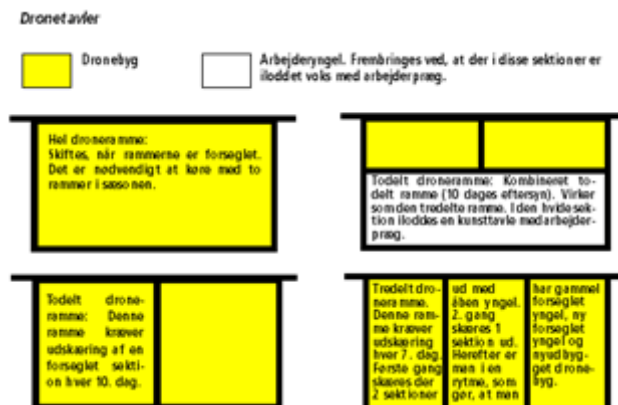 Dronetavler
Dronebyg
Arbejderyngel. Frembringes ved, at der i disse sektioner er
iloddet voks med arbejderpræg.
Hel droneramme:
Skiftes, når rammerne er forseglet.
Det er nødvendigt at køre med to
rammer i sæsonen.
Todelt droneramme: Kombineret to-
delt ramme (10 dages eftersyn). Virker
som den tredelte ramme. I den hvide sek-
tion iloddes en kunsttavle med arbejder-
præg.
Todelt drone-
ramme: Denne
ramme kræver
udskæring af en
forseglet sekti-
on hver 10. dag.
Tredelt dro-
neramme.
Denne ram-
me kræver
udskæring
hver 7. dag.
Første gang
skæres der
2 sektioner
ud med
åben yngel.
2. gang
skæres 1
sektion ud.
Herefter er
man i en
rytme, som
gør, at man
har gammel
forseglet
yngel, ny
forseglet
yngel og
nyudbyg-
get drone-
byg.